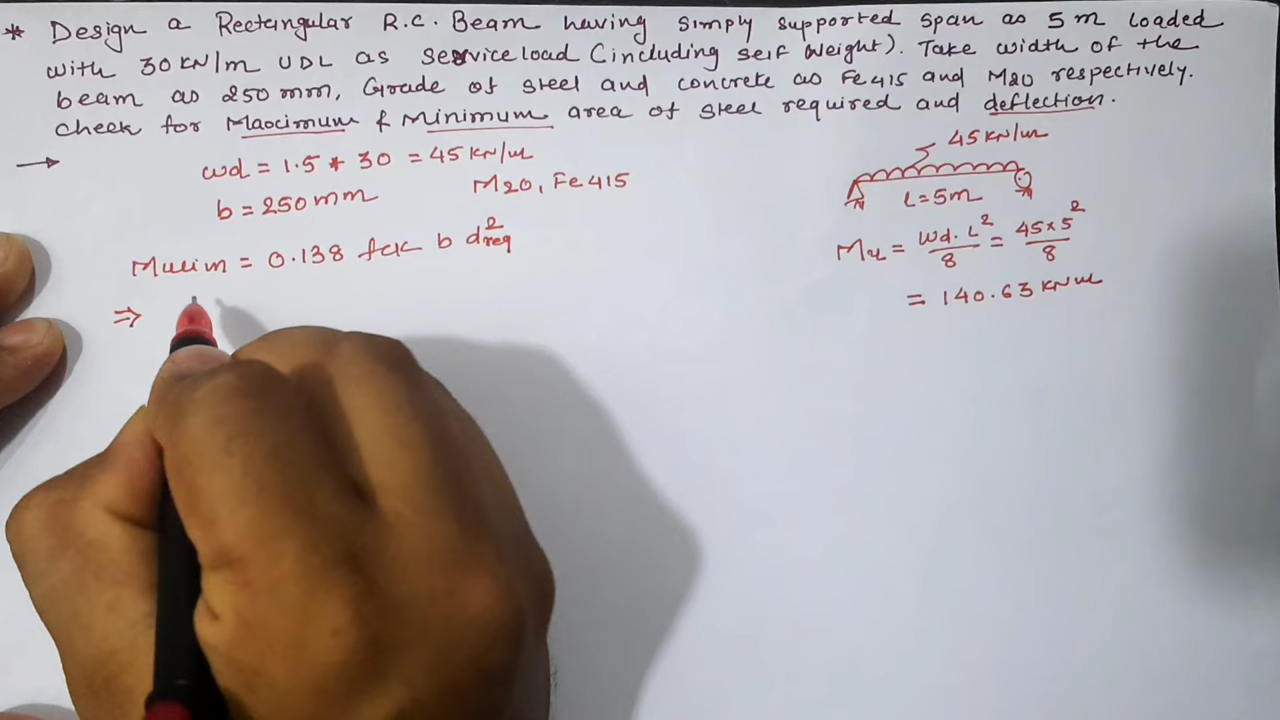 * Design a Rectangular R.C. Beam having simply supported span as 5m loaded
with 30 KN/m UDL as service load (including self weight). Take width of the
beam as 250 mm, Grade of steel and concrete as Fe415 and M20 respectively.
Check for Maximum & Minimum area of steel required and deflection.
→ wd = 1.5 * 30 = 45 KN/m
b = 250 mm M20, Fe415
Mulim = 0.138 fck b d²req
⇒
45 KN/m
L = 5m
Mu = wd.L²/8 = 45×5²/8
= 140.63 KNm